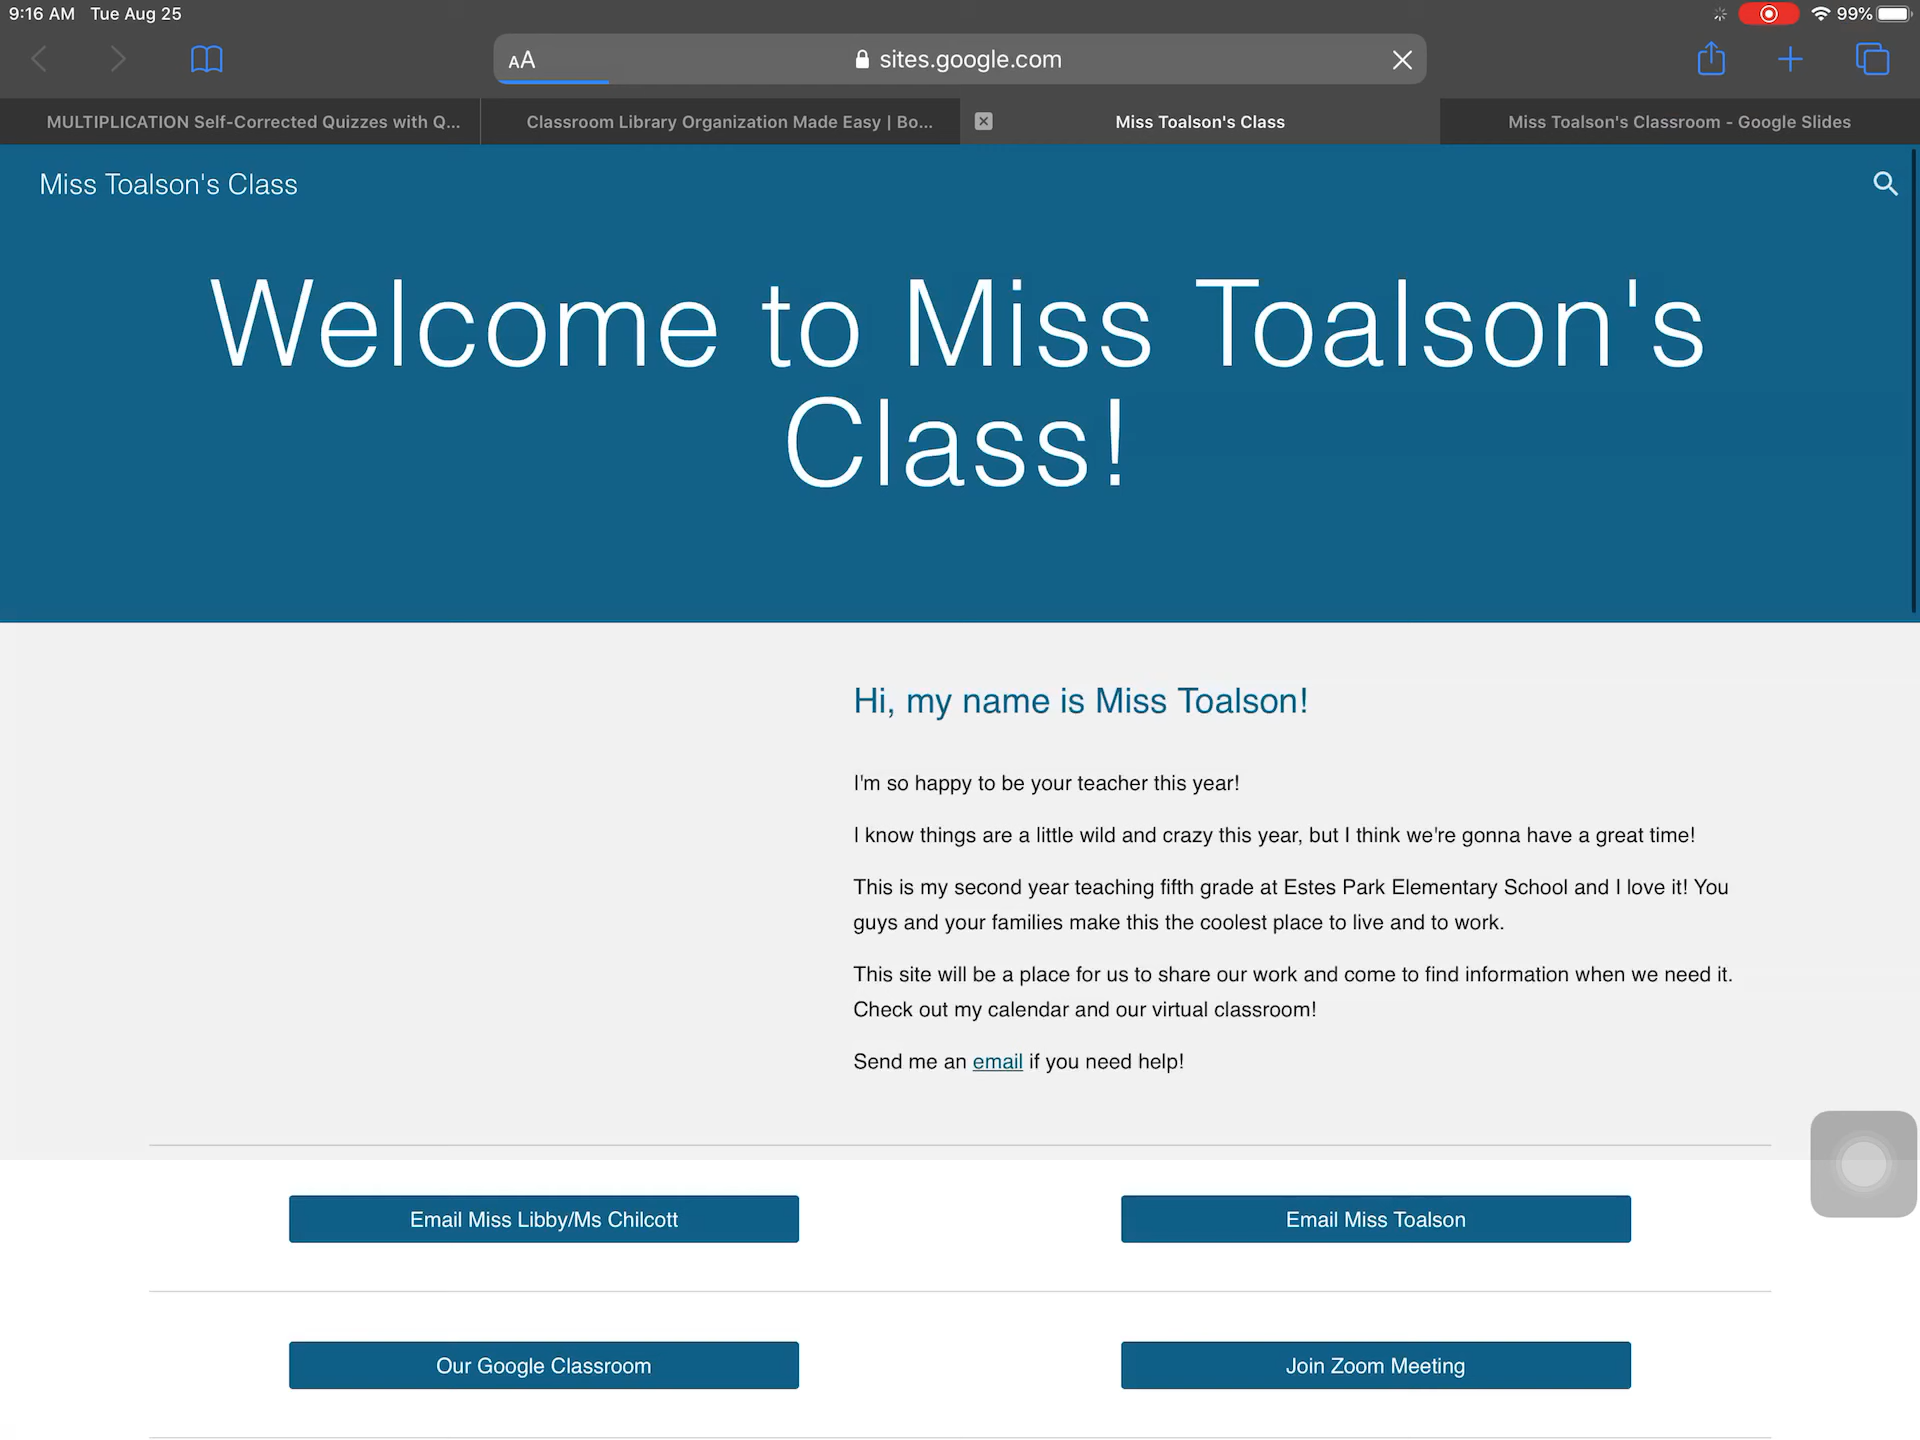 9:16 AM Tue Aug 25
99%
AA
sites.google.com
MULTIPLICATION Self-Corrected Quizzes with Q...
Classroom Library Organization Made Easy | Bo...
Miss Toalson's Class
Miss Toalson's Classroom - Google Slides
Miss Toalson's Class
Welcome to Miss Toalson's
Class!
Hi, my name is Miss Toalson!
I'm so happy to be your teacher this year!
I know things are a little wild and crazy this year, but I think we're gonna have a great time!
This is my second year teaching fifth grade at Estes Park Elementary School and I love it! You
guys and your families make this the coolest place to live and to work.
This site will be a place for us to share our work and come to find information when we need it.
Check out my calendar and our virtual classroom!
Send me an email if you need help!
Email Miss Libby/Ms Chilcott
Email Miss Toalson
Our Google Classroom
Join Zoom Meeting